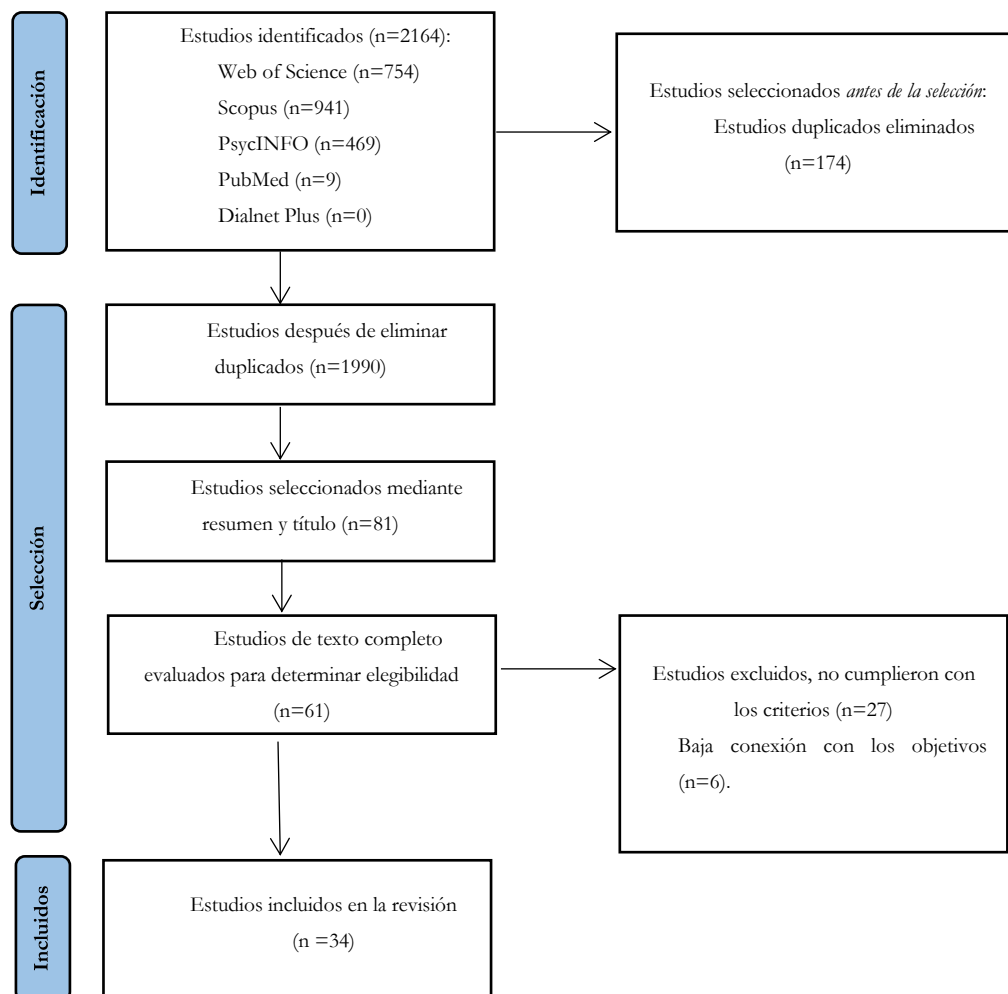 Identificación
Estudios identificados (n=2164):
Web of Science (n=754)
Scopus (n=941)
PsycINFO (n=469)
PubMed (n=9)
Dialnet Plus (n=0)
Estudios seleccionados antes de la selección:
Estudios duplicados eliminados
(n=174)
Selección
Estudios después de eliminar
duplicados (n=1990)
Estudios seleccionados mediante
resumen y título (n=81)
Estudios de texto completo
evaluados para determinar elegibilidad
(n=61)
Estudios excluidos, no cumplieron con
los criterios (n=27)
Baja conexión con los objetivos
(n=6).
Incluidos
Estudios incluidos en la revisión
(n =34)